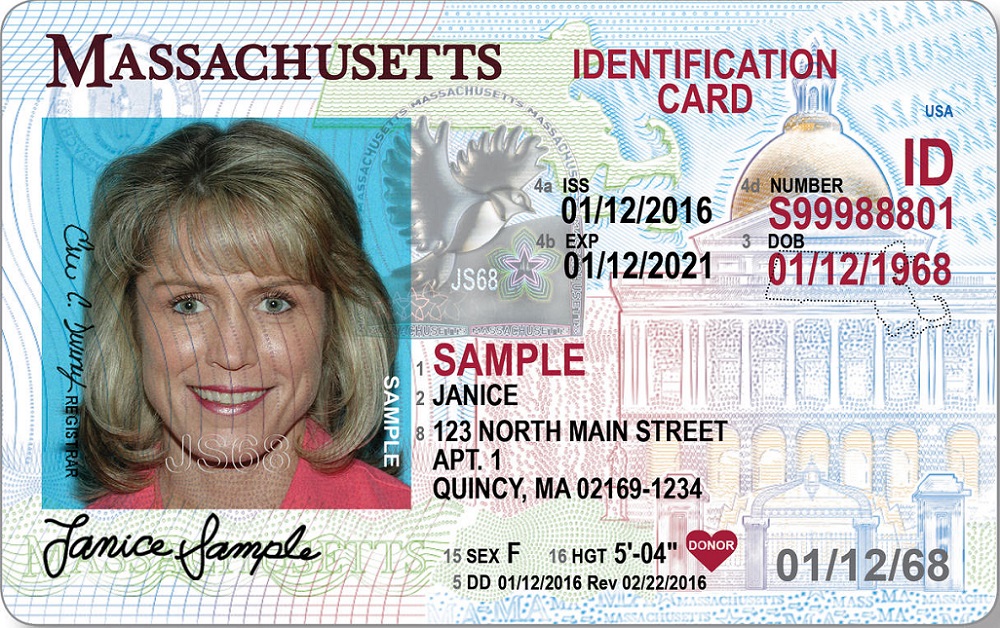 MASSACHUSETTS
IDENTIFICATION
CARD
USA
ID
MASSACHUSETTS MASSACHUSETTS
4a ISS
01/12/2016
4d NUMBER
S99988801
4b EXP
01/12/2021
3 DOB
01/12/1968
JS68
REGISTRAR
SAMPLE
JS68
1 SAMPLE
2 JANICE
8 123 NORTH MAIN STREET
APT. 1
QUINCY, MA 02169-1234
Janice Sample
MASSACHUSETTS
15 SEX F 16 HGT 5'-04" DONOR
01/12/68
5 DD 01/12/2016 Rev 02/22/2016